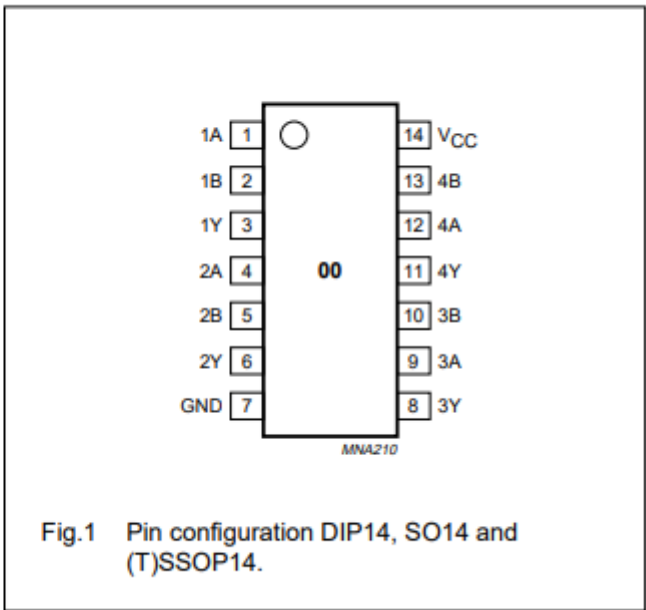 1A 1 14 VCC
1B 2 13 4B
1Y 3 12 4A
2A 4 00 11 4Y
2B 5 10 3B
2Y 6 9 3A
GND 7 8 3Y
MNA210
Fig.1 Pin configuration DIP14, SO14 and
(T)SSOP14.